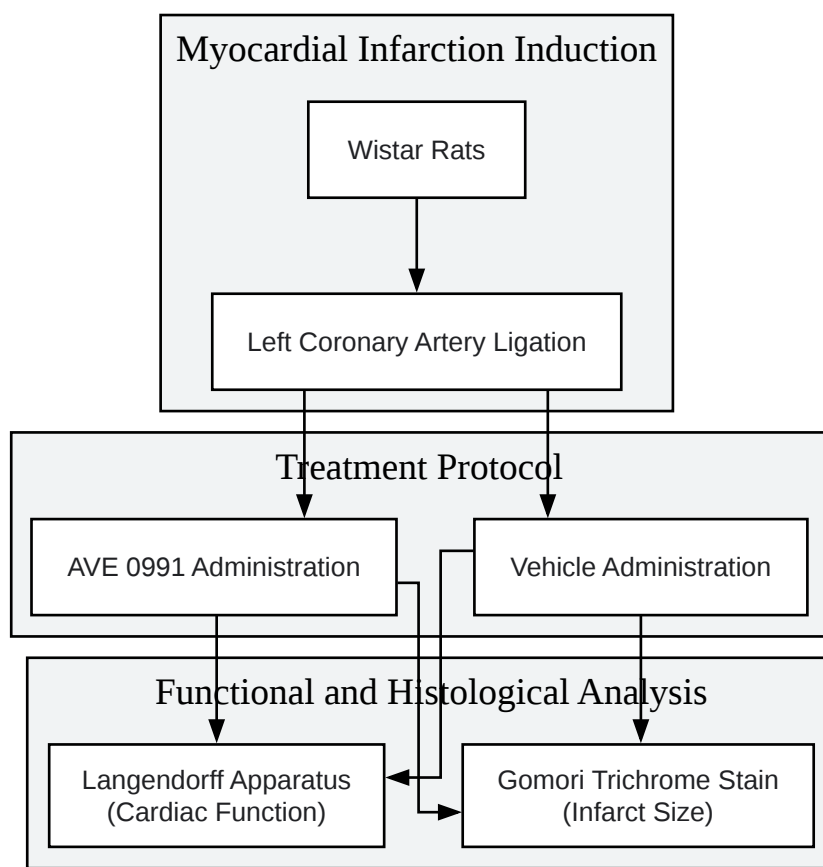 Myocardial Infarction Induction
Wistar Rats
Left Coronary Artery Ligation
Treatment Protocol
AVE 0991 Administration
Vehicle Administration
Functional and Histological Analysis
Langendorff Apparatus
(Cardiac Function)
Gomori Trichrome Stain
(Infarct Size)